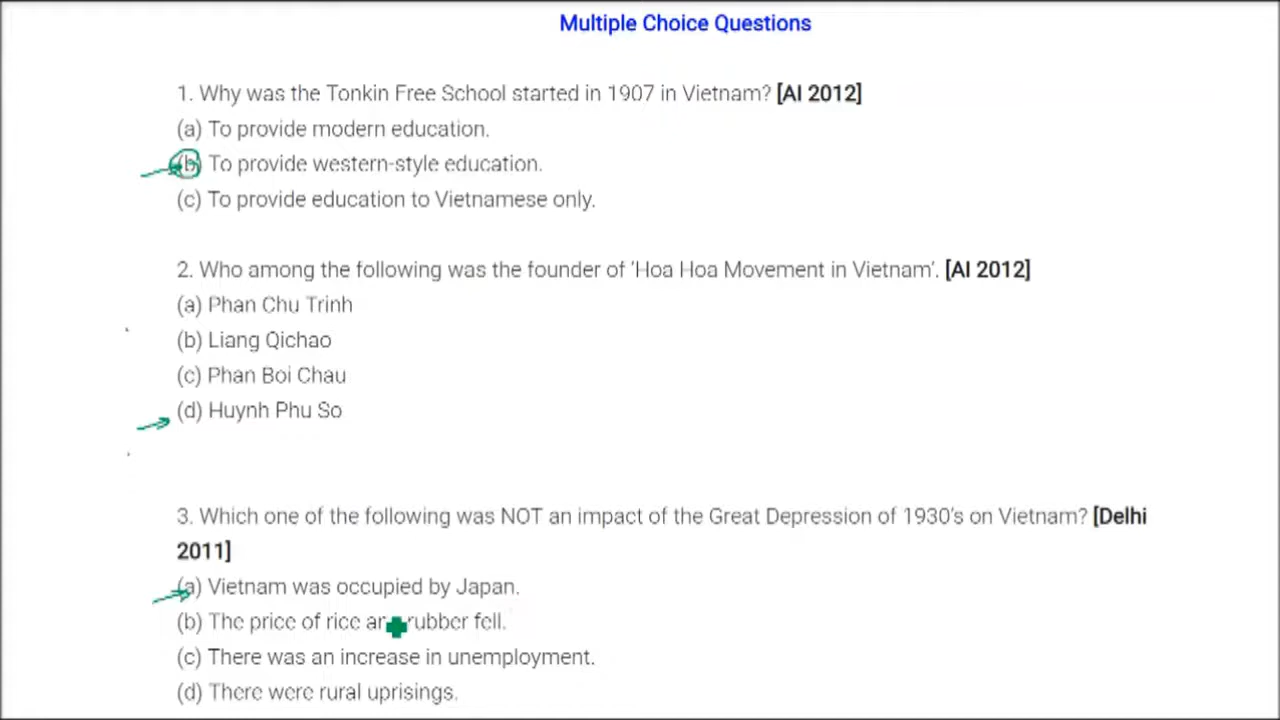 Multiple Choice Questions
1. Why was the Tonkin Free School started in 1907 in Vietnam? [AI 2012]
(a) To provide modern education.
(b) To provide western-style education.
(c) To provide education to Vietnamese only.
2. Who among the following was the founder of ‘Hoa Hoa Movement in Vietnam’. [AI 2012]
(a) Phan Chu Trinh
(b) Liang Qichao
(c) Phan Boi Chau
(d) Huynh Phu So
3. Which one of the following was NOT an impact of the Great Depression of 1930’s on Vietnam? [Delhi
2011]
(a) Vietnam was occupied by Japan.
(b) The price of rice and rubber fell.
(c) There was an increase in unemployment.
(d) There were rural uprisings.